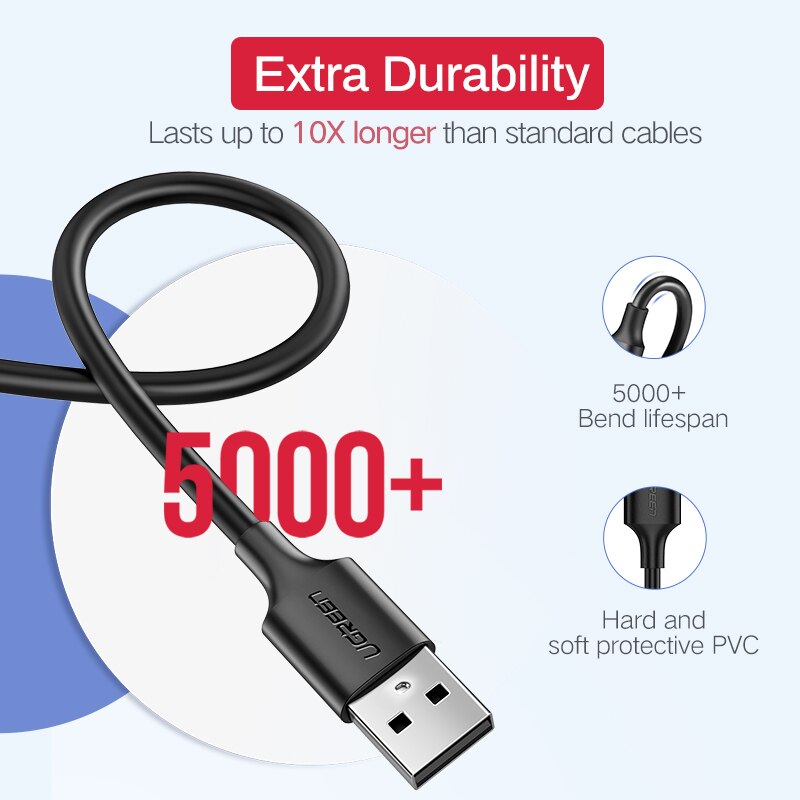 Extra Durability
Lasts up to 10X longer than standard cables
5000+
Bend lifespan
5000+
UGREEN
REEN
Hard and
soft protective PVC